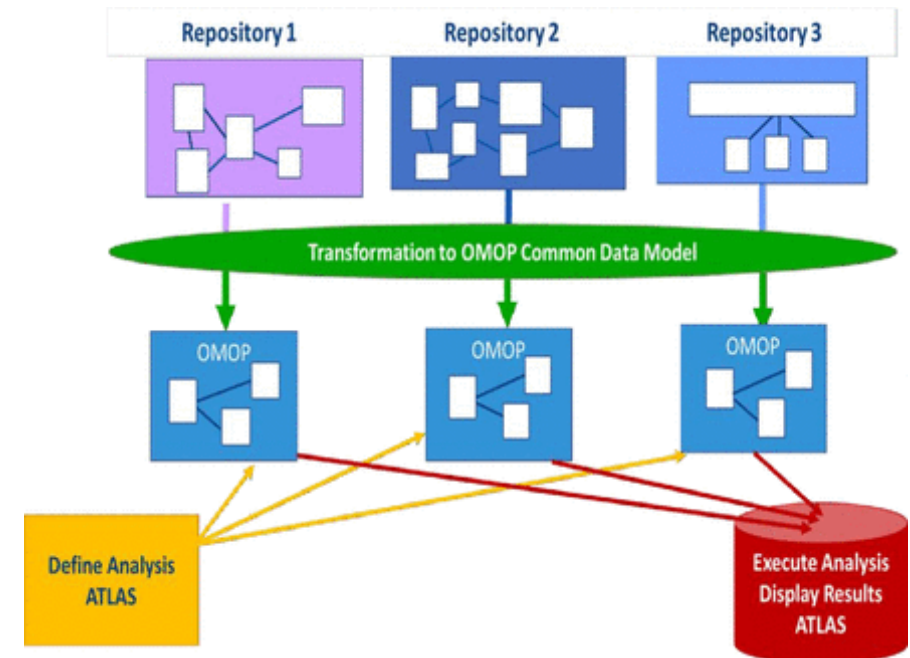 Repository 1
Repository 2
Repository 3
Transformation to OMOP Common Data Model
OMOP
OMOP
OMOP
Define Analysis
ATLAS
Execute Analysis
Display Results
ATLAS